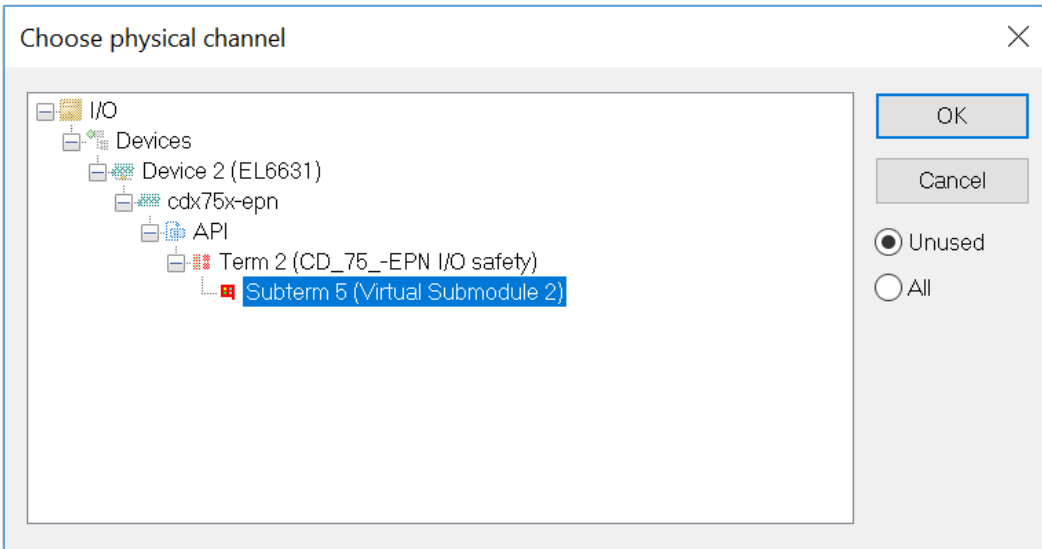 Choose physical channel
I/O
OK
Devices
Device 2 (EL6631)
Cancel
cdx75x-epn
API
Unused
Term 2 (CD_75_-EPN I/O safety)
All
Subterm 5 (Virtual Submodule 2)